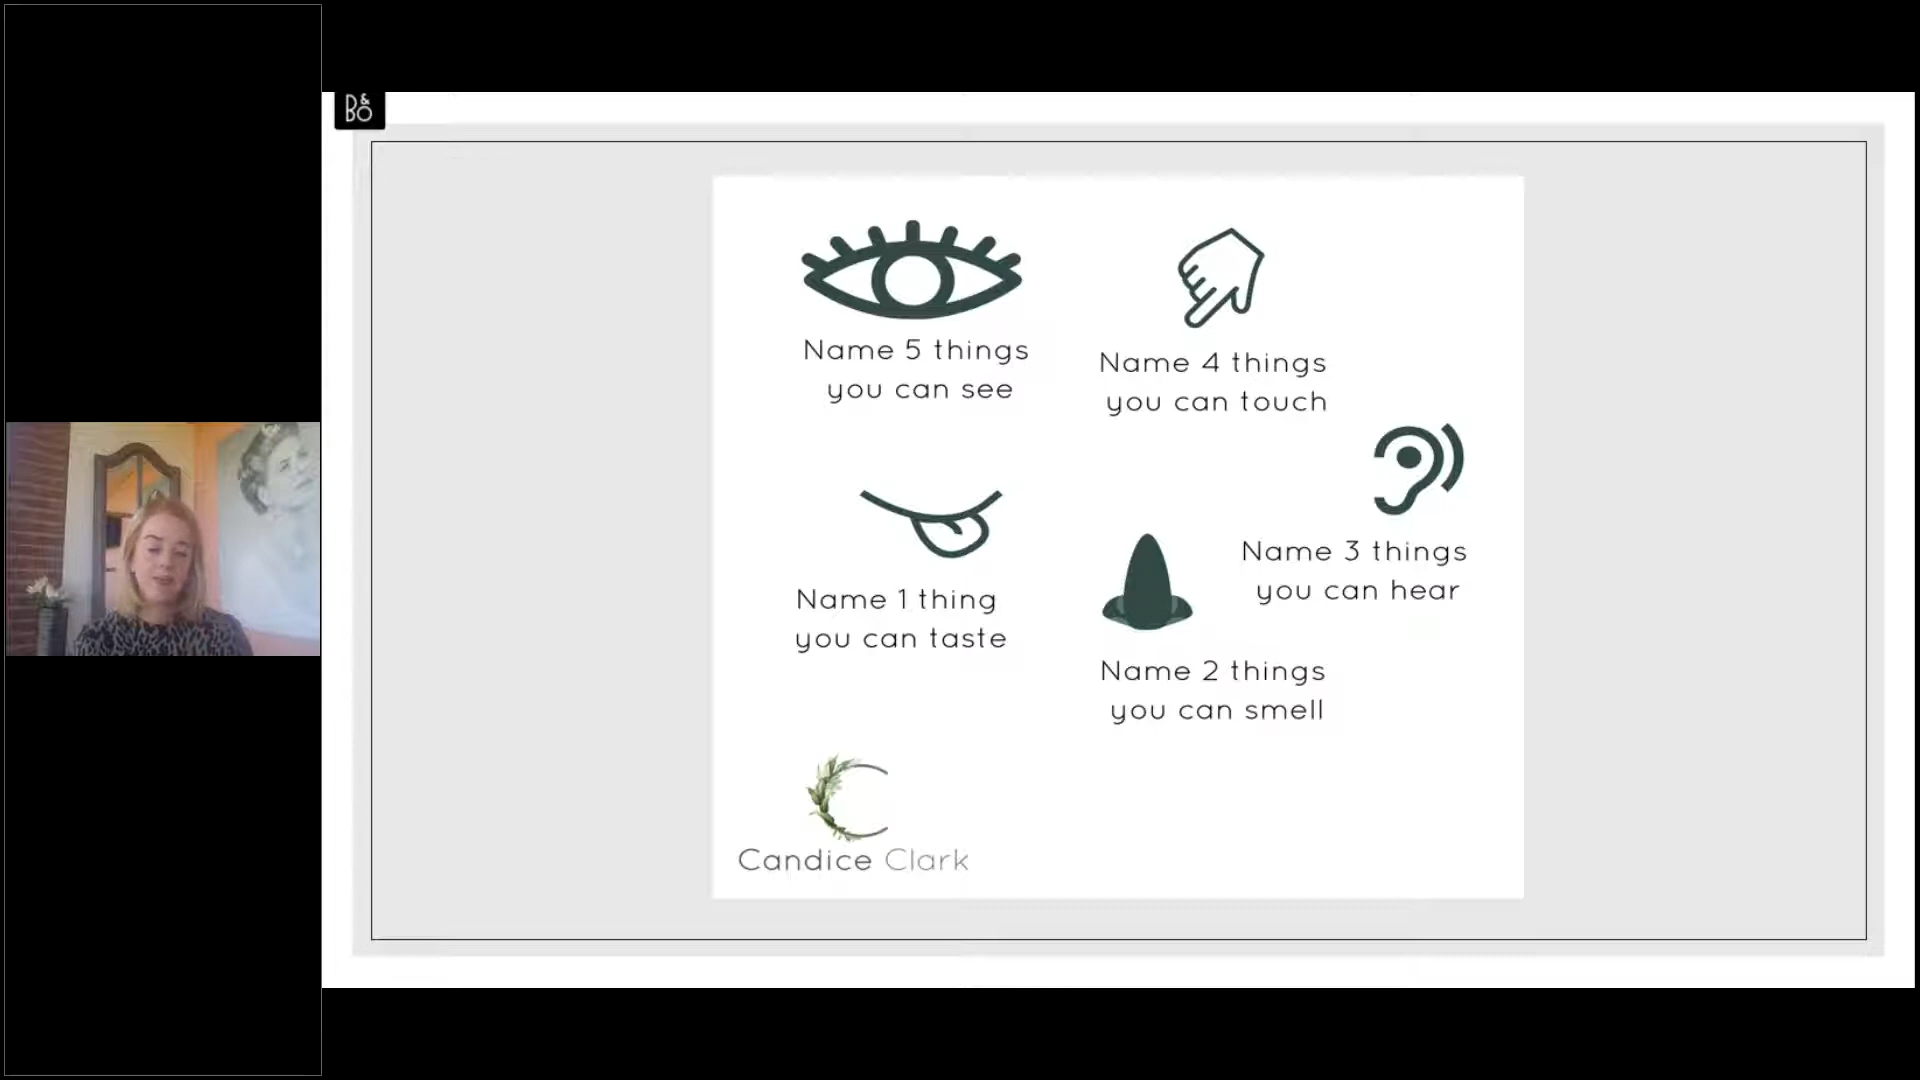 B&O
Name 5 things
you can see
Name 4 things
you can touch
Name 3 things
you can hear
Name 2 things
you can smell
Name 1 thing
you can taste
Candice Clark